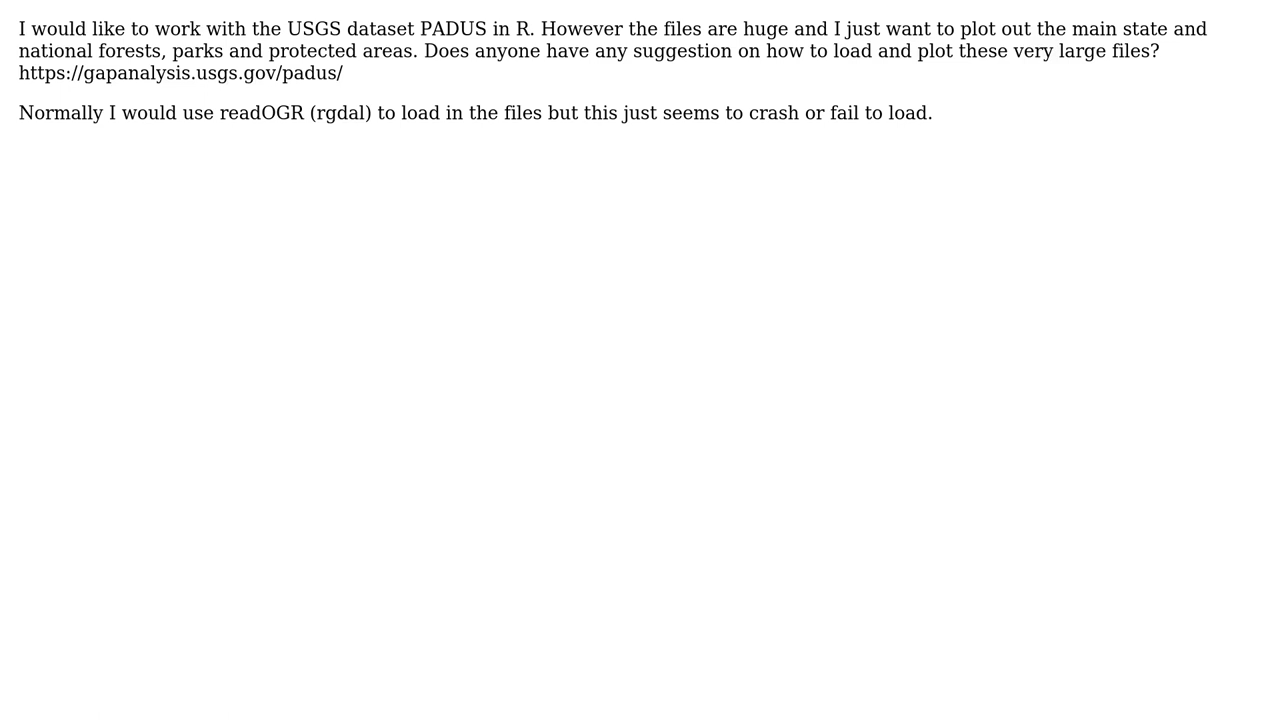 I would like to work with the USGS dataset PADUS in R. However the files are huge and I just want to plot out the main state and
national forests, parks and protected areas. Does anyone have any suggestion on how to load and plot these very large files?
https://gapanalysis.usgs.gov/padus/
Normally I would use readOGR (rgdal) to load in the files but this just seems to crash or fail to load.